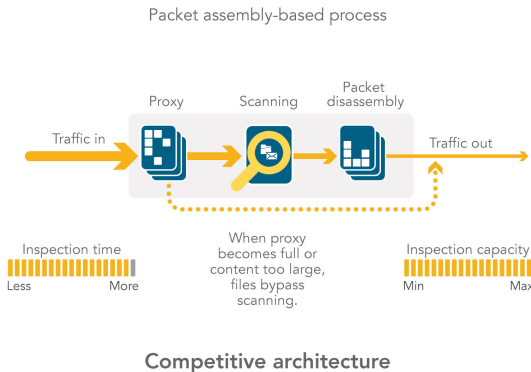 Packet assembly-based process
Proxy
Scanning
Packet
disassembly
Traffic in
Traffic out
When proxy
becomes full or
content too large,
files bypass
scanning.
Inspection time
Less
More
Inspection capacity
Min
Max
Competitive architecture